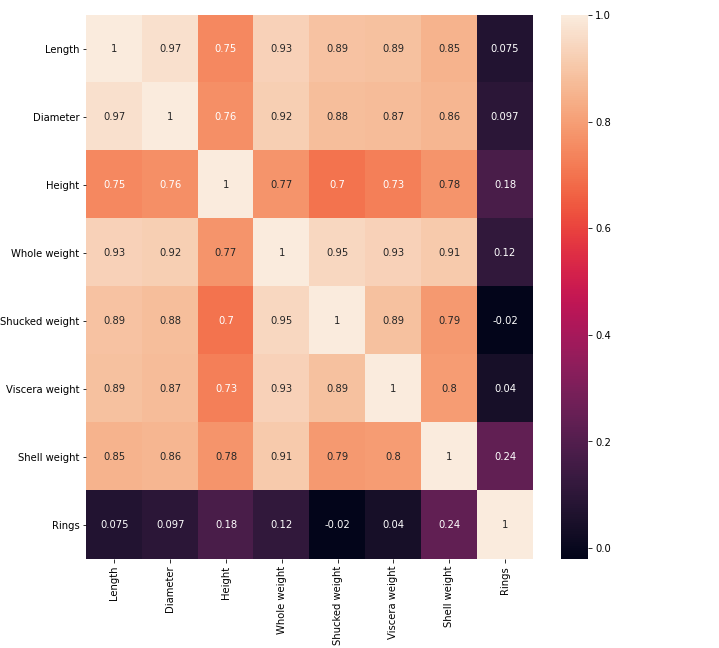 Length 1 0.97 0.75 0.93 0.89 0.89 0.85 0.075
Diameter 0.97 1 0.76 0.92 0.88 0.87 0.86 0.097
Height 0.75 0.76 1 0.77 0.7 0.73 0.78 0.18
Whole weight 0.93 0.92 0.77 1 0.95 0.93 0.91 0.12
Shucked weight 0.89 0.88 0.7 0.95 1 0.89 0.79 -0.02
Viscera weight 0.89 0.87 0.73 0.93 0.89 1 0.8 0.04
Shell weight 0.85 0.86 0.78 0.91 0.79 0.8 1 0.24
Rings 0.075 0.097 0.18 0.12 -0.02 0.04 0.24 1
Length
Diameter
Height
Whole weight
Shucked weight
Viscera weight
Shell weight
Rings
1.0
0.8
0.6
0.4
0.2
0.0